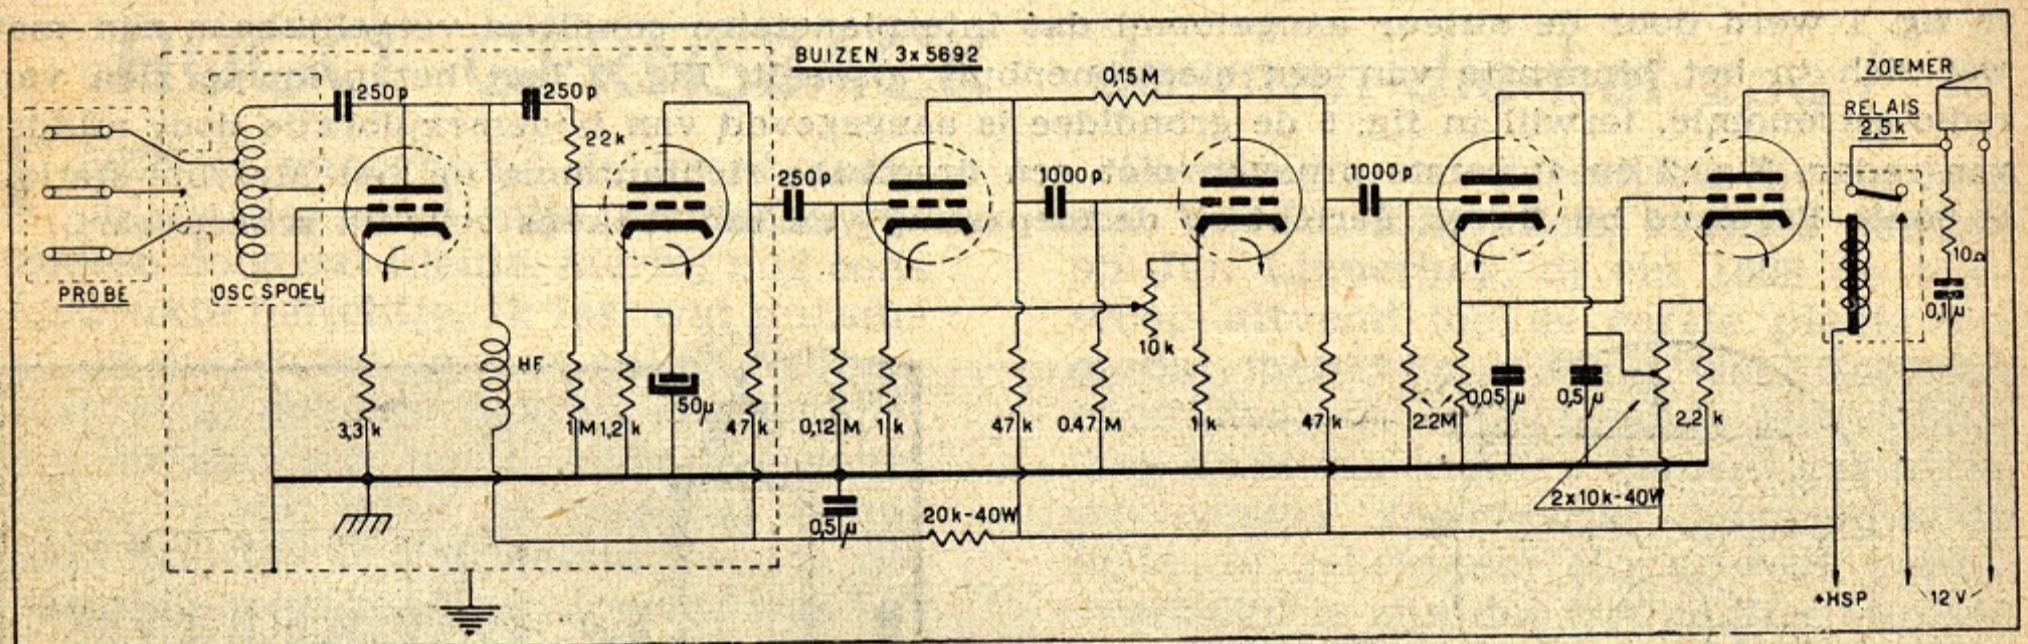 BUIZEN. 3x5692
ZOEMER
RELAIS
2,5k
250p
250p
0,15 M
22k
250p
1000p
1000p
PROBE
OSC SPOEL
10k
10Ω
0,1µ
HF
3,3k
1M
1,2k
50µ
47k
0,12M
1k
47k
0.47M
1k
47k
2.2M
0,05µ
0,5µ
2,2k
0,5µ
20k-40W
2x10k-40W
+HSP
12V